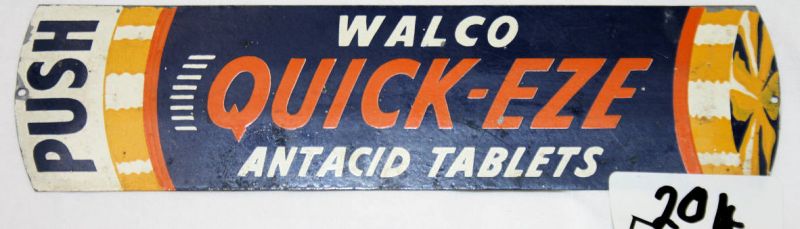 PUSH
WALCO
QUICK-EZE
ANTACID TABLETS
20